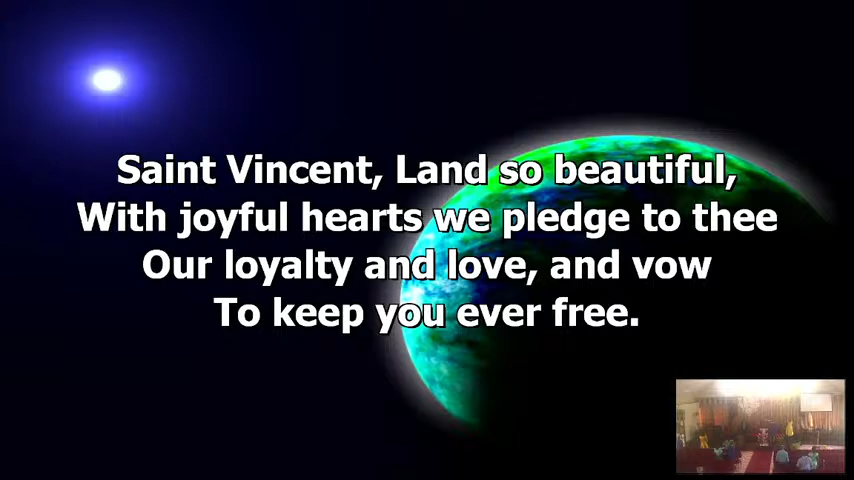 Saint Vincent, Land so beautiful,
With joyful hearts we pledge to thee
Our loyalty and love, and vow
To keep you ever free.